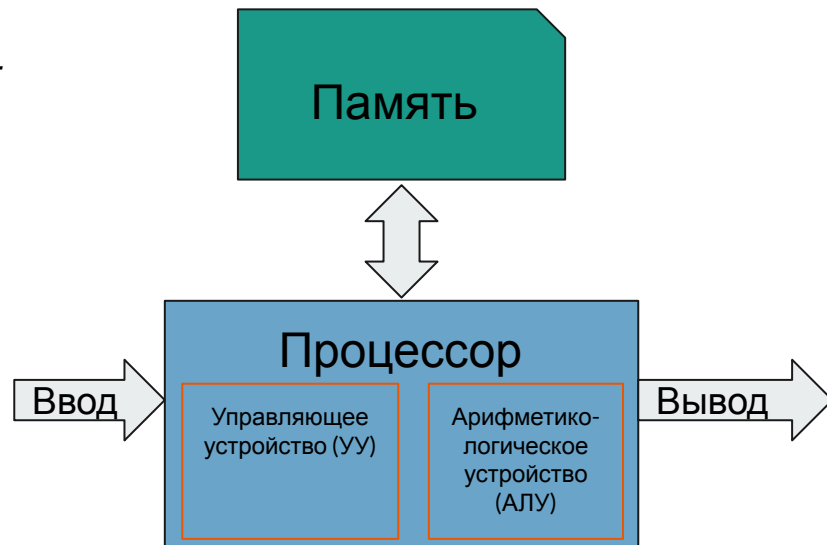 Память
Процессор
Ввод
Управляющее
устройство (УУ)
Арифметико-
логическое
устройство
(АЛУ)
Вывод